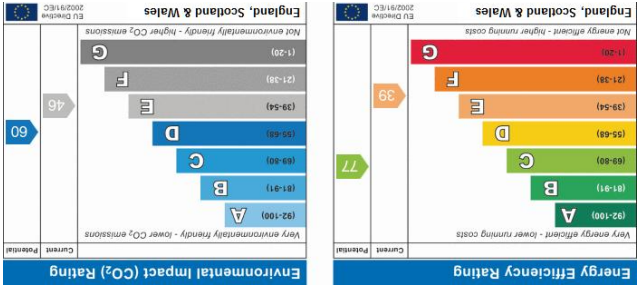 Energy Efficiency Rating
Current Potential
Very energy efficient - lower running costs
(92-100) A
(81-91) B
(69-80) C
77
(55-68) D
(39-54) E
39
(21-38) F
(1-20) G
Not energy efficient - higher running costs
England, Scotland & Wales
EU Directive
2002/91/EC
Environmental Impact (CO₂) Rating
Current Potential
Very environmentally friendly - lower CO₂ emissions
(92-100) A
(81-91) B
(69-80) C
(55-68) D
60
(39-54) E
46
(21-38) F
(1-20) G
Not environmentally friendly - higher CO₂ emissions
England, Scotland & Wales
EU Directive
2002/91/EC